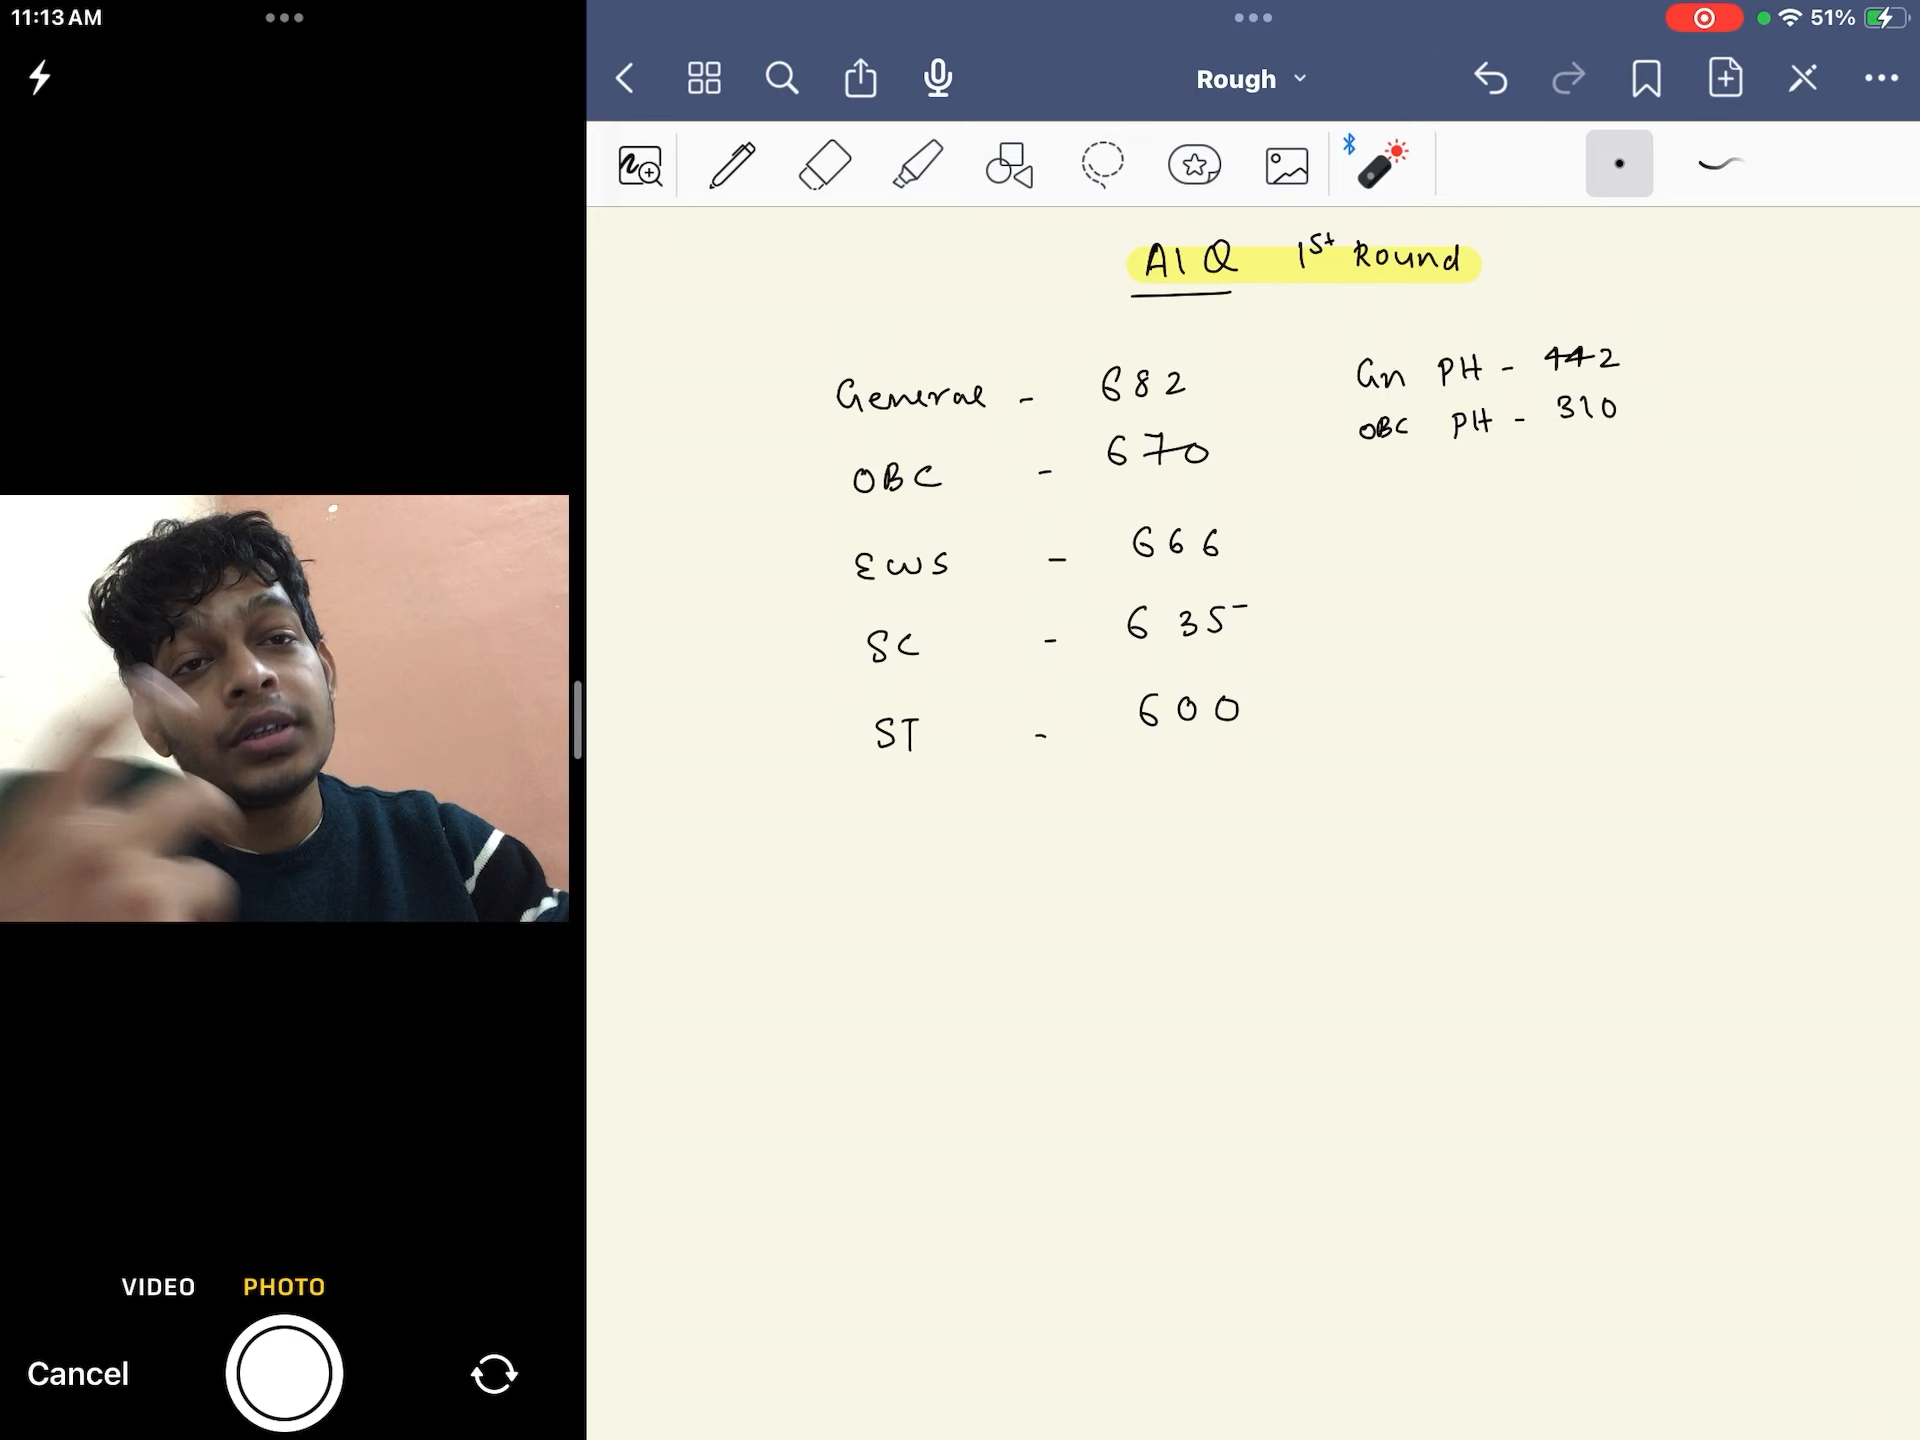 11:13 AM
51%
Rough
AIQ 1st Round
General - 682
OBC - 670
EWS - 666
SC - 635
ST - 600
Gn PH - 442
OBC PH - 310
VIDEO PHOTO
Cancel